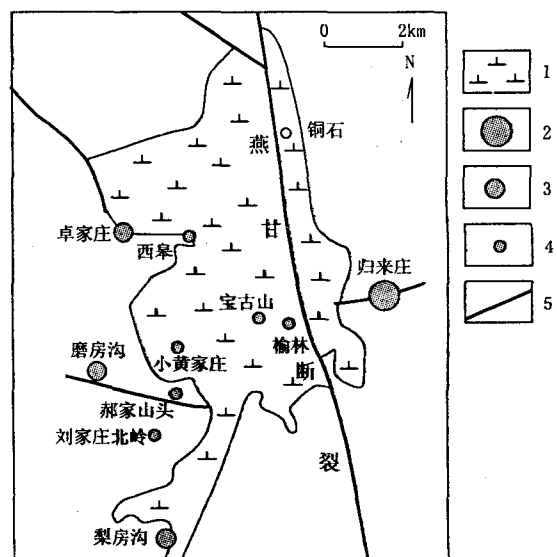 0 2km
N
铜石
燕
甘
断
裂
卓家庄
西皋
归来庄
宝古山
榆林
磨房沟
小黄家庄
郝家山头
刘家庄北岭
梨房沟
1
2
3
4
5